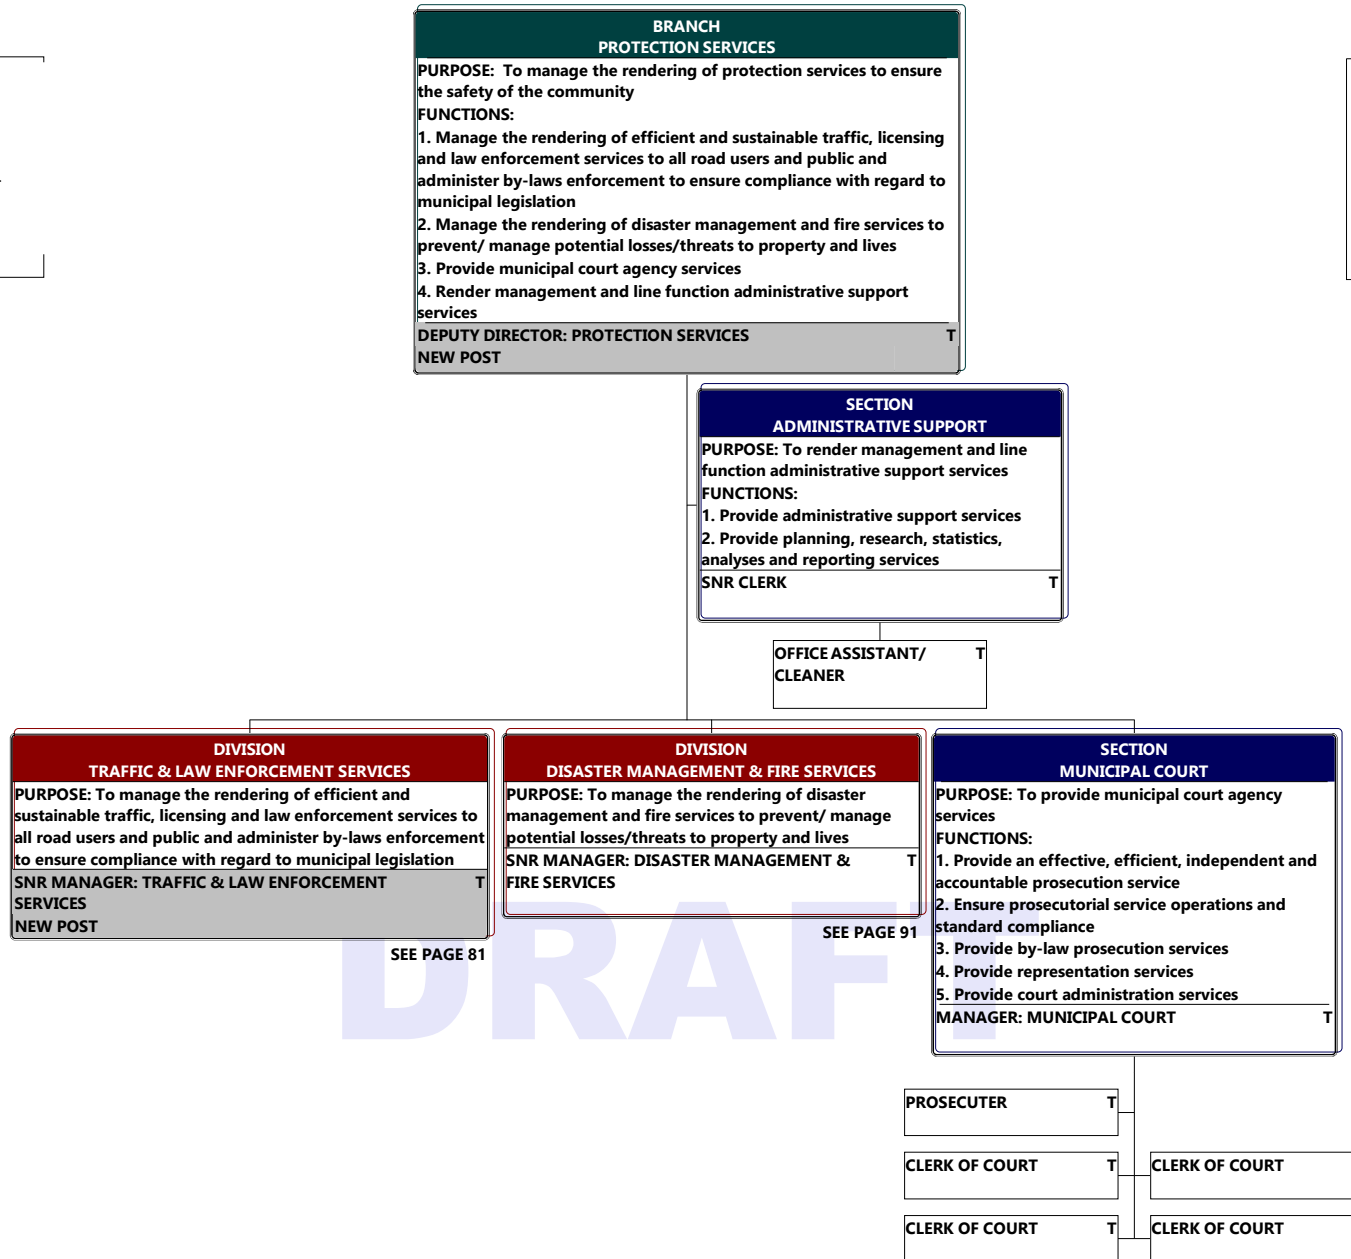 BRANCH
PROTECTION SERVICES
PURPOSE:  To manage the rendering of protection services to ensure
the safety of the community
FUNCTIONS:
1. Manage the rendering of efficient and sustainable traffic, licensing
and law enforcement services to all road users and public and
administer by-laws enforcement to ensure compliance with regard to
municipal legislation
2. Manage the rendering of disaster management and fire services to
prevent/ manage potential losses/threats to property and lives
3. Provide municipal court agency services
4. Render management and line function administrative support
services
DEPUTY DIRECTOR: PROTECTION SERVICES T
NEW POST
SECTION
ADMINISTRATIVE SUPPORT
PURPOSE: To render management and line
function administrative support services
FUNCTIONS:
1. Provide administrative support services
2. Provide planning, research, statistics,
analyses and reporting services
SNR CLERK T
OFFICE ASSISTANT/ T
CLEANER
DIVISION
TRAFFIC & LAW ENFORCEMENT SERVICES
PURPOSE: To manage the rendering of efficient and
sustainable traffic, licensing and law enforcement services to
all road users and public and administer by-laws enforcement
to ensure compliance with regard to municipal legislation
SNR MANAGER: TRAFFIC & LAW ENFORCEMENT T
SERVICES
NEW POST
SEE PAGE 81
DIVISION
DISASTER MANAGEMENT & FIRE SERVICES
PURPOSE: To manage the rendering of disaster
management and fire services to prevent/ manage
potential losses/threats to property and lives
SNR MANAGER: DISASTER MANAGEMENT & T
FIRE SERVICES
SEE PAGE 91
SECTION
MUNICIPAL COURT
PURPOSE: To provide municipal court agency
services
FUNCTIONS:
1. Provide an effective, efficient, independent and
accountable prosecution service
2. Ensure prosecutorial service operations and
standard compliance
3. Provide by-law prosecution services
4. Provide representation services
5. Provide court administration services
MANAGER: MUNICIPAL COURT T
DRAFT
PROSECUTER T
CLERK OF COURT T
CLERK OF COURT
CLERK OF COURT T
CLERK OF COURT